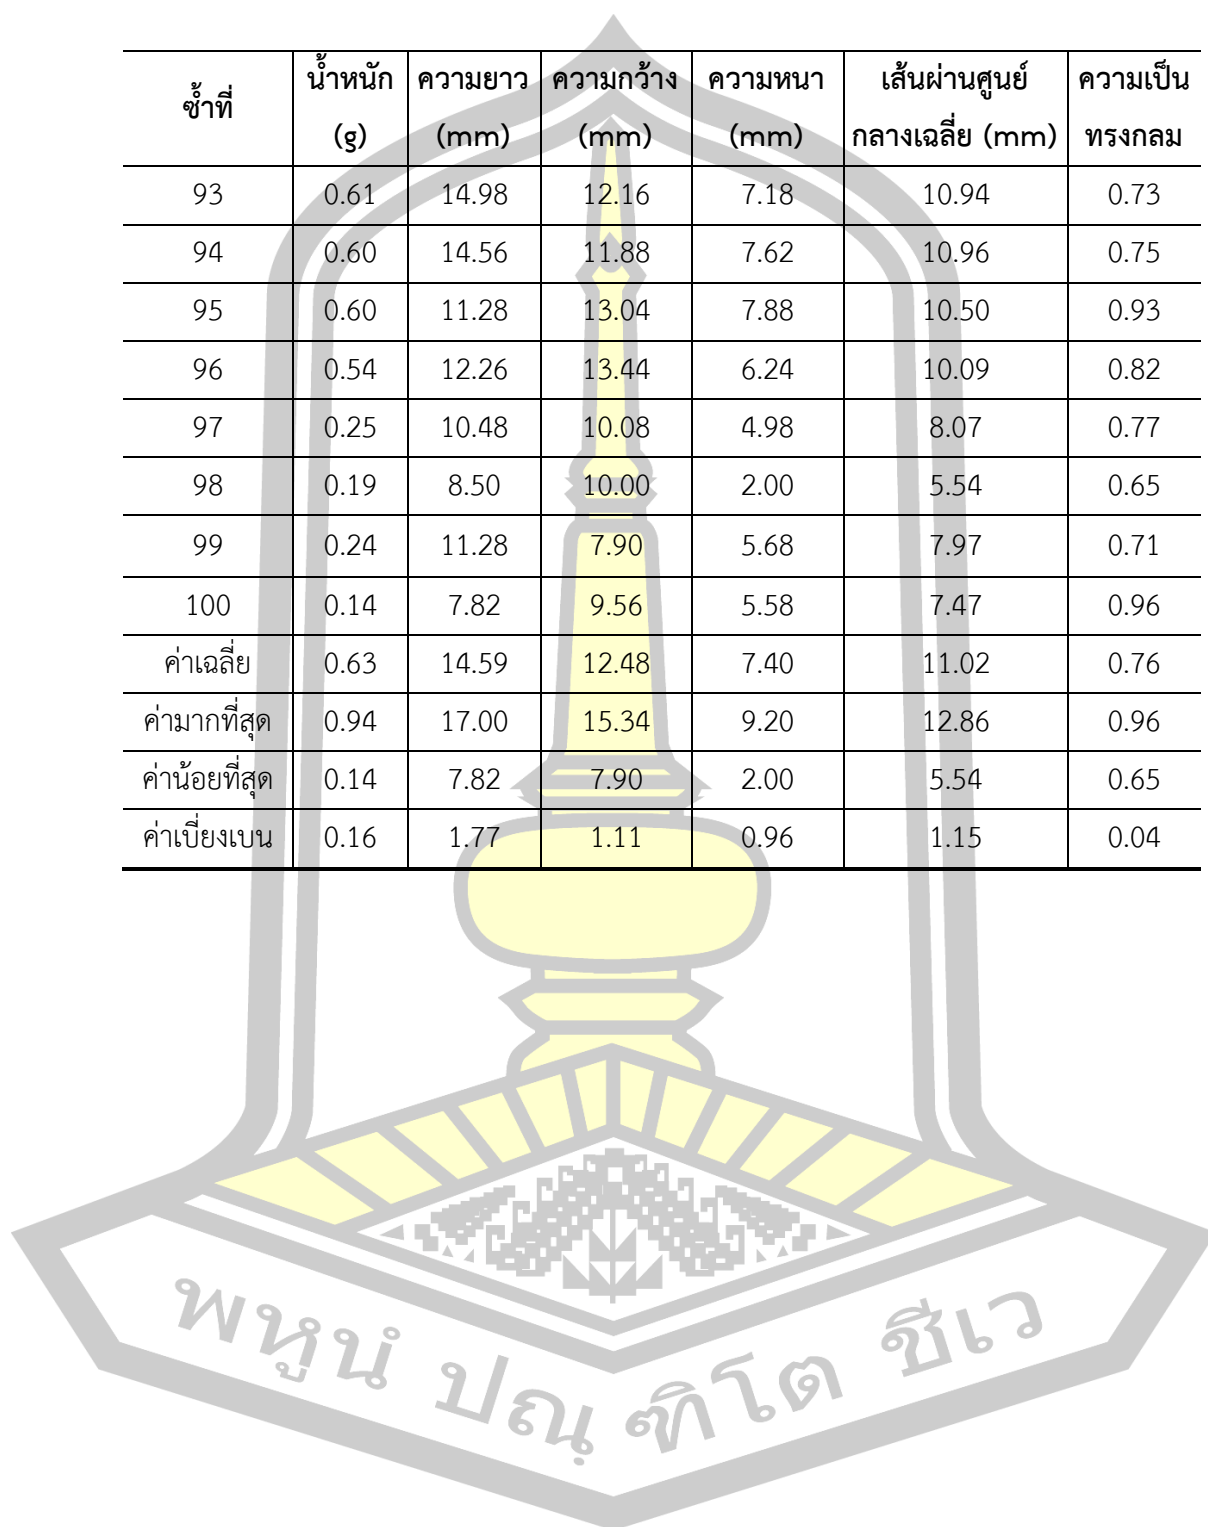 ซ้ำที่ น้ำหนัก (g) ความยาว (mm) ความกว้าง (mm) ความหนา (mm) เส้นผ่านศูนย์กลางเฉลี่ย (mm) ความเป็นทรงกลม
93 0.61 14.98 12.16 7.18 10.94 0.73
94 0.60 14.56 11.88 7.62 10.96 0.75
95 0.60 11.28 13.04 7.88 10.50 0.93
96 0.54 12.26 13.44 6.24 10.09 0.82
97 0.25 10.48 10.08 4.98 8.07 0.77
98 0.19 8.50 10.00 2.00 5.54 0.65
99 0.24 11.28 7.90 5.68 7.97 0.71
100 0.14 7.82 9.56 5.58 7.47 0.96
ค่าเฉลี่ย 0.63 14.59 12.48 7.40 11.02 0.76
ค่ามากที่สุด 0.94 17.00 15.34 9.20 12.86 0.96
ค่าน้อยที่สุด 0.14 7.82 7.90 2.00 5.54 0.65
ค่าเบี่ยงเบน 0.16 1.77 1.11 0.96 1.15 0.04
พหูนํ ปณฺฑิโต ชีเว